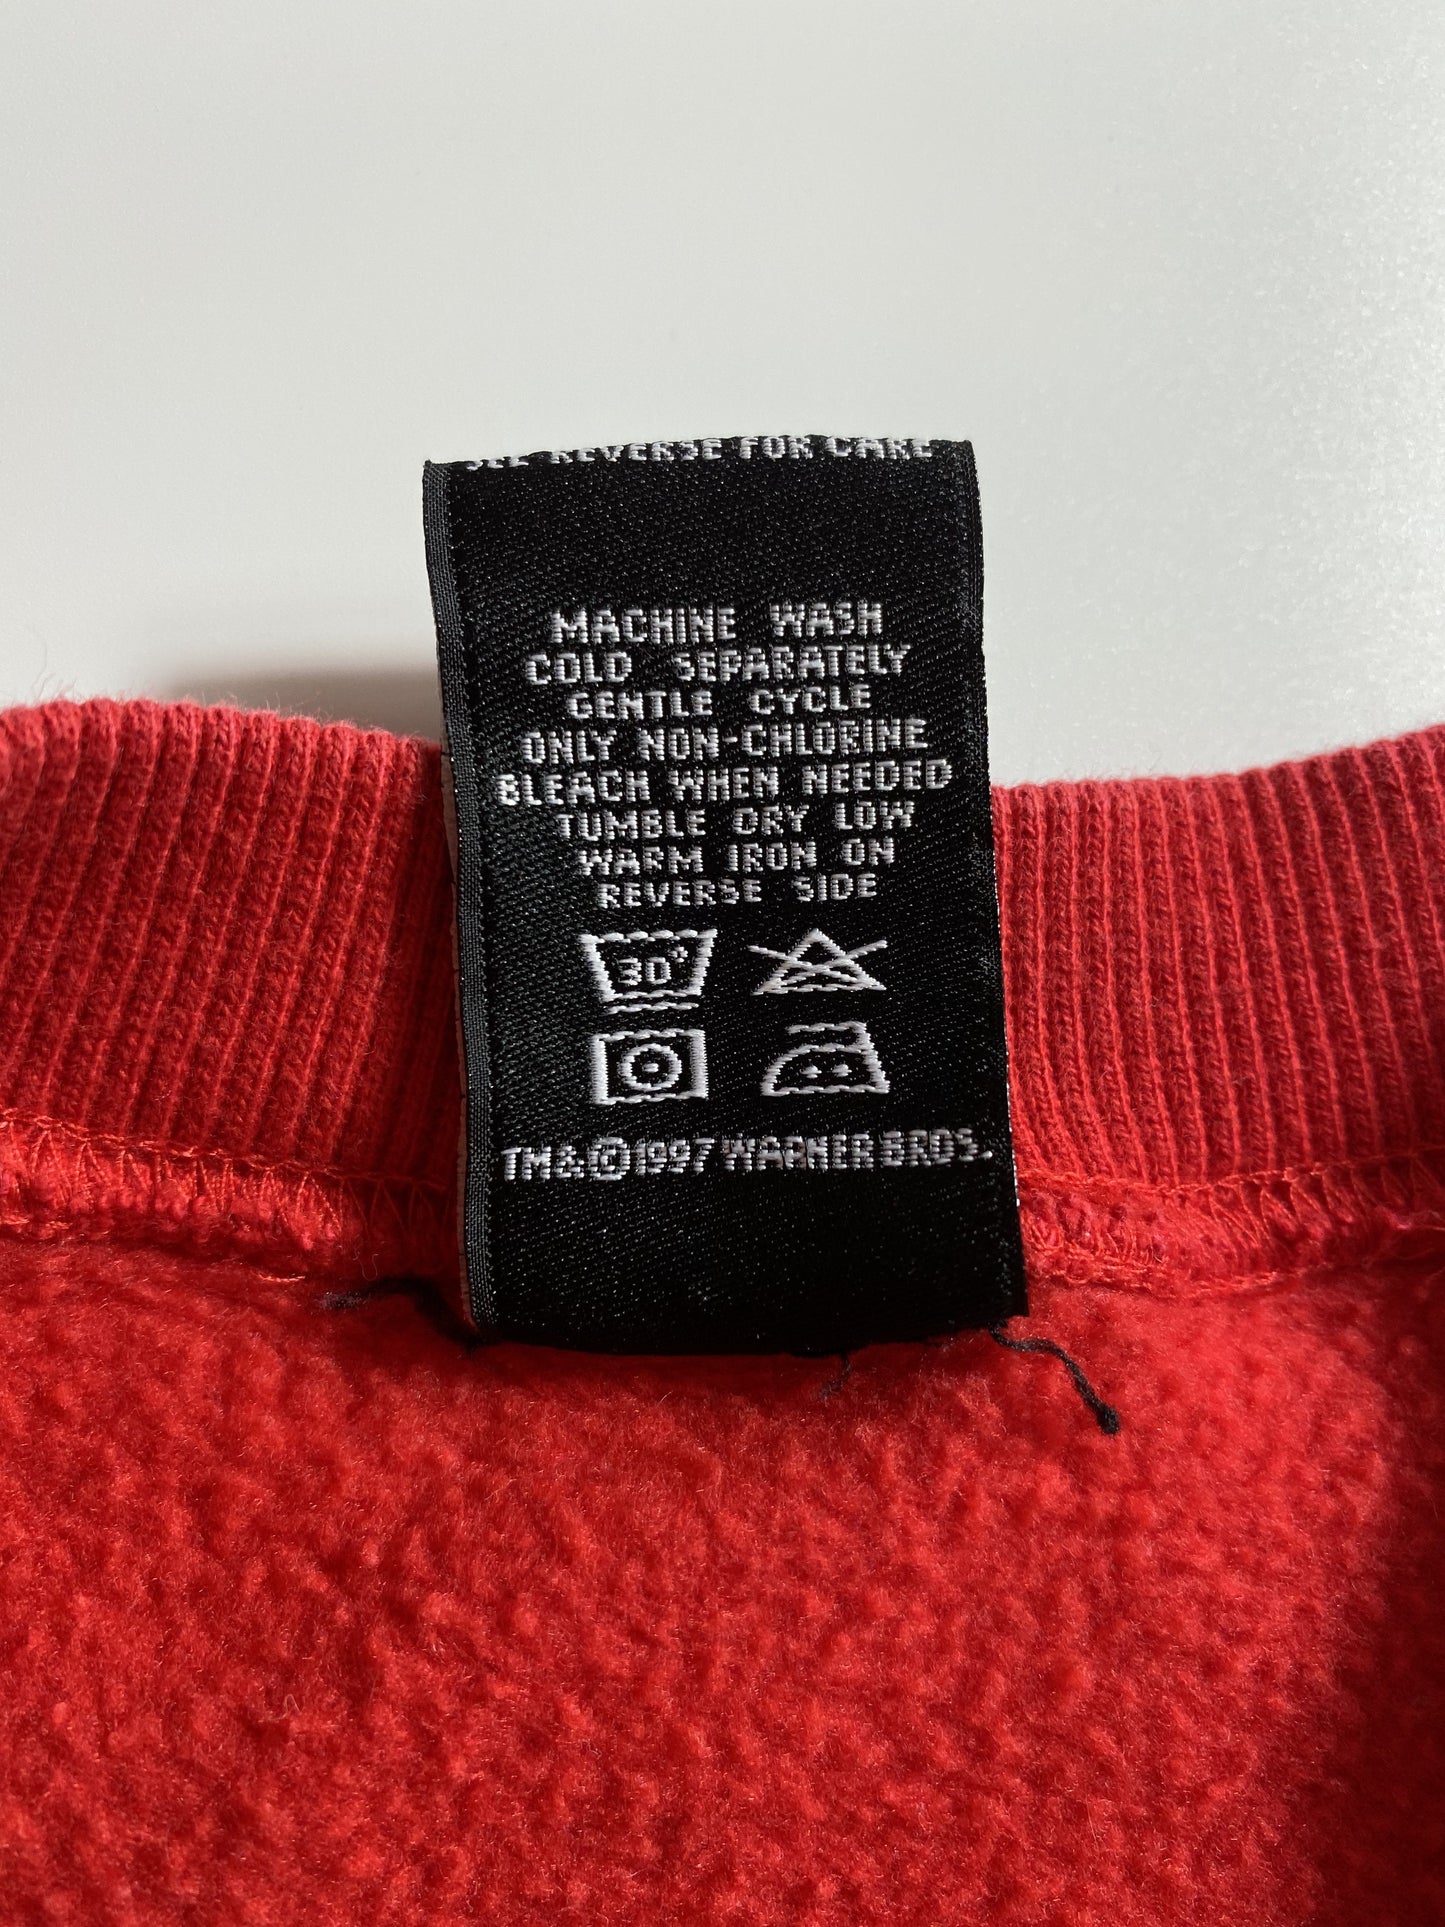 SEE REVERSE FOR CARE
MACHINE WASH
COLD SEPARATELY
GENTLE CYCLE
ONLY NON-CHLORINE
BLEACH WHEN NEEDED
TUMBLE DRY LOW
WARM IRON ON
REVERSE SIDE
30°
TM&©1997 WARNER BROS.